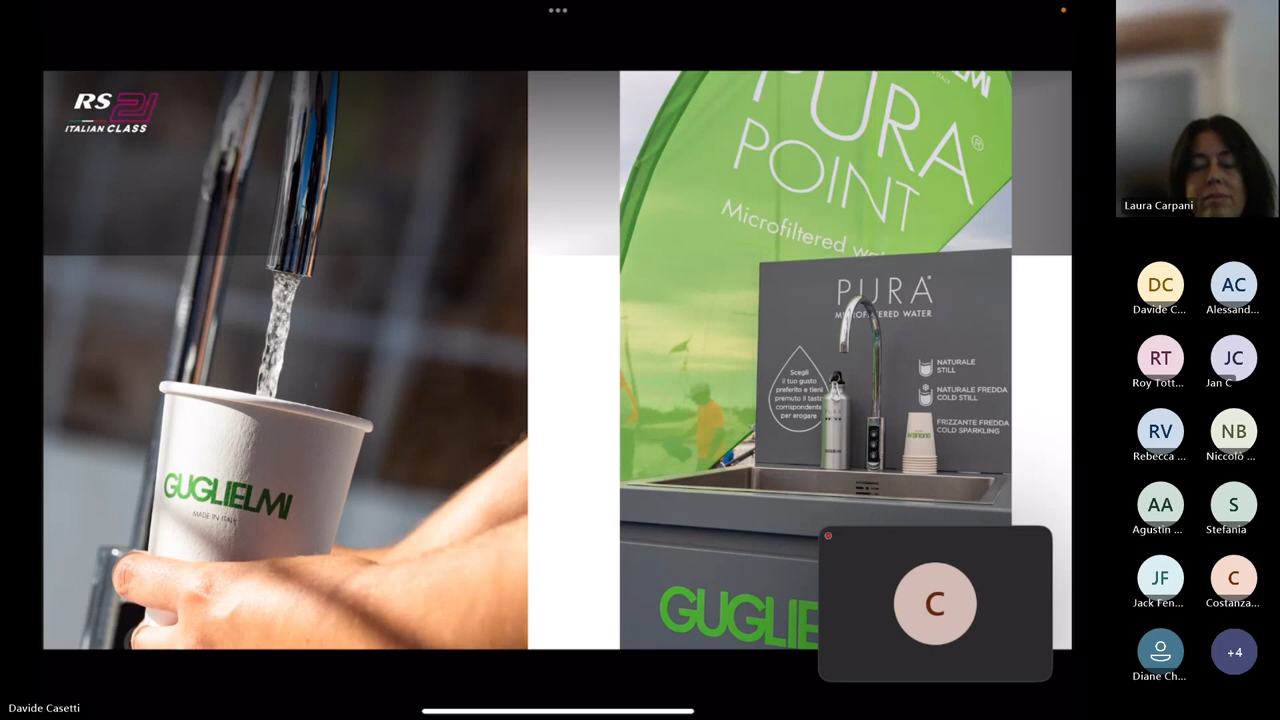 RS21
ITALIAN CLASS
GUGLIELMI
MADE IN ITALY
PURA®
POINT
Microfiltered
PURA®
MICROFILTERED WATER
Scegli
il tuo gusto
preferito e tieni
premuto il tasto
corrispondente
per erogare
NATURALE
STILL
NATURALE FREDDA
COLD STILL
FRIZZANTE FREDDA
COLD SPARKLING
GUGLIE
C
Laura Carpani
DC
Davide C...
AC
Alessand...
RT
Roy Tott...
JC
Jan C
RV
Rebecca ...
NB
Niccolò ...
AA
Agustin ...
S
Stefania
JF
Jack Fen...
C
Costanza...
Diane Ch...
+4
Davide Casetti